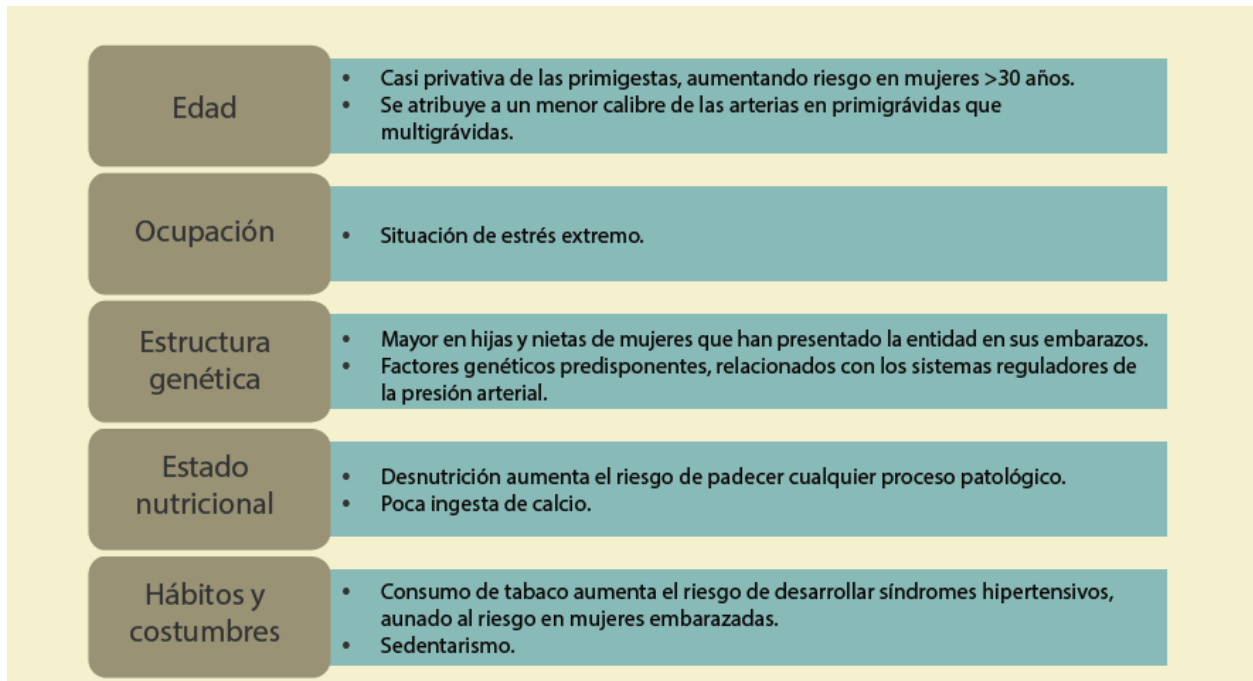 Edad
• Casi privativa de las primigestas, aumentando riesgo en mujeres >30 años.
• Se atribuye a un menor calibre de las arterias en primigrávidas que
multigrávidas.
Ocupación
• Situación de estrés extremo.
Estructura
genética
• Mayor en hijas y nietas de mujeres que han presentado la entidad en sus embarazos.
• Factores genéticos predisponentes, relacionados con los sistemas reguladores de
la presión arterial.
Estado
nutricional
• Desnutrición aumenta el riesgo de padecer cualquier proceso patológico.
• Poca ingesta de calcio.
Hábitos y
costumbres
• Consumo de tabaco aumenta el riesgo de desarrollar síndromes hipertensivos,
aunado al riesgo en mujeres embarazadas.
• Sedentarismo.